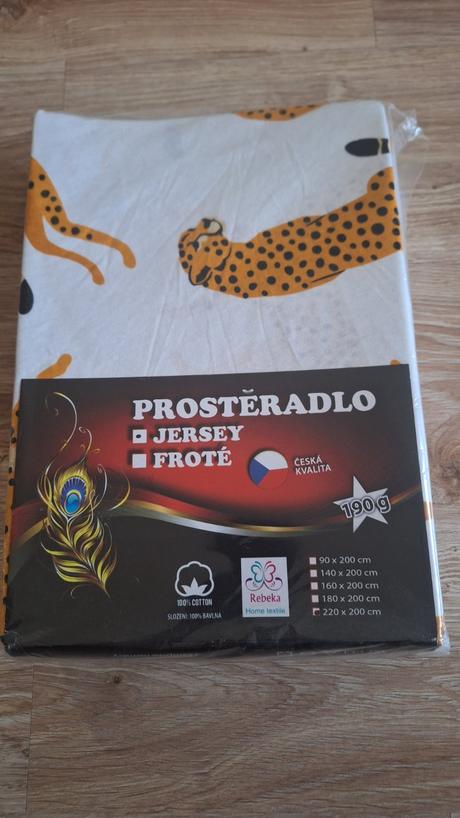 PROSTĚRADLO
JERSEY
FROTÉ
ČESKÁ
KVALITA
190g
100% COTTON
SLOŽENÍ: 100% BAVLNA
Rebeka
Home textile
90 x 200 cm
140 x 200 cm
160 x 200 cm
180 x 200 cm
220 x 200 cm